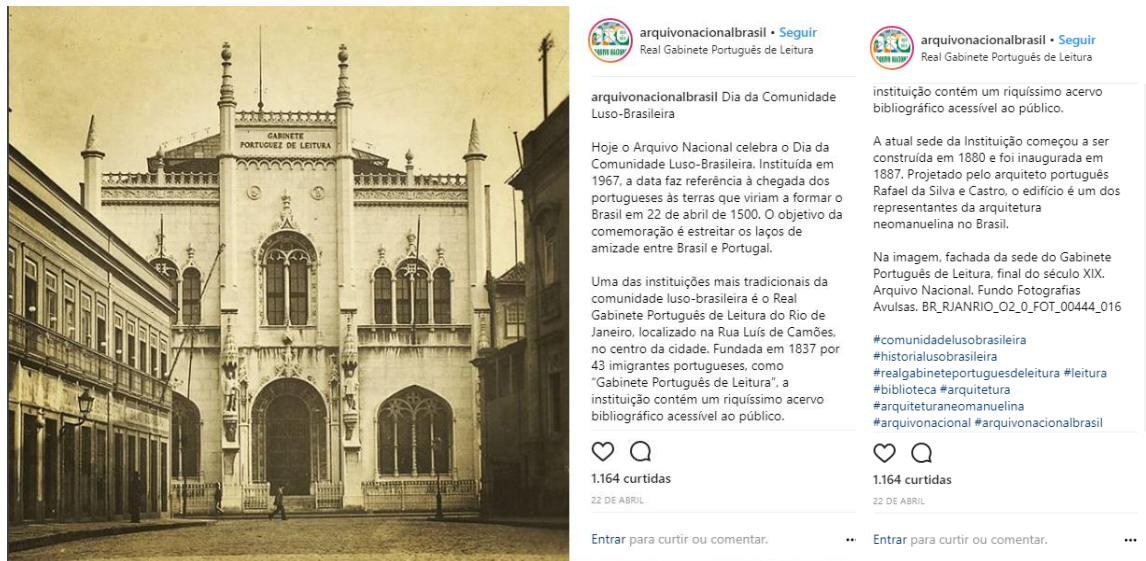 GABINETE
PORTUGUEZ DE LEITURA
arquivonacionalbrasil • Seguir
Real Gabinete Português de Leitura
arquivonacionalbrasil Dia da Comunidade
Luso-Brasileira
Hoje o Arquivo Nacional celebra o Dia da
Comunidade Luso-Brasileira. Instituída em
1967, a data faz referência à chegada dos
portugueses às terras que viriam a formar o
Brasil em 22 de abril de 1500. O objetivo da
comemoração é estreitar os laços de
amizade entre Brasil e Portugal.
Uma das instituições mais tradicionais da
comunidade luso-brasileira é o Real
Gabinete Português de Leitura do Rio de
Janeiro, localizado na Rua Luís de Camões,
no centro da cidade. Fundada em 1837 por
43 imigrantes portugueses, como
"Gabinete Português de Leitura", a
instituição contém um riquíssimo acervo
bibliográfico acessível ao público.
1.164 curtidas
22 DE ABRIL
Entrar para curtir ou comentar.
arquivonacionalbrasil • Seguir
Real Gabinete Português de Leitura
instituição contém um riquíssimo acervo
bibliográfico acessível ao público.
A atual sede da Instituição começou a ser
construída em 1880 e foi inaugurada em
1887. Projetado pelo arquiteto português
Rafael da Silva e Castro, o edifício é um dos
representantes da arquitetura
neomanuelina no Brasil.
Na imagem, fachada da sede do Gabinete
Português de Leitura, final do século XIX.
Arquivo Nacional. Fundo Fotografias
Avulsas. BR_RJANRIO_O2_0_FOT_00444_016
#comunidadelusobrasileira
#historialusobrasileira
#realgabineteportuguesdeleitura #leitura
#biblioteca #arquitetura
#arquiteturaneomanuelina
#arquivonacional #arquivonacionalbrasil
1.164 curtidas
22 DE ABRIL
Entrar para curtir ou comentar.